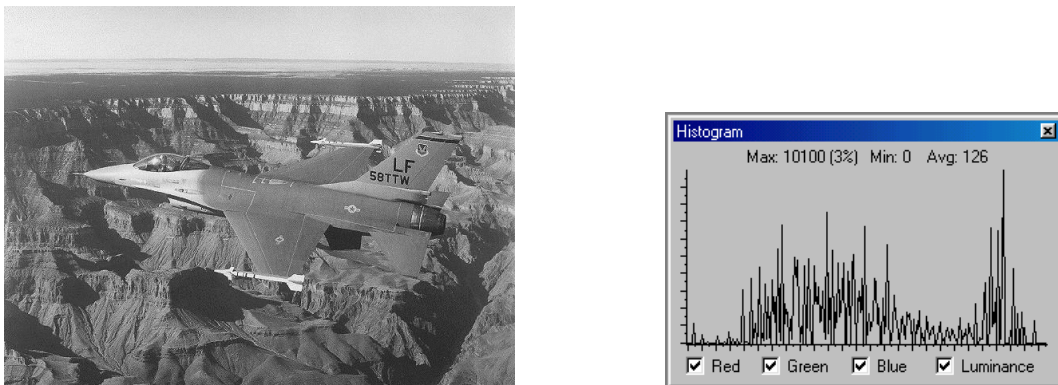 LF
58TTW
Histogram
Max: 10100 (3%) Min: 0 Avg: 126
Red Green Blue Luminance